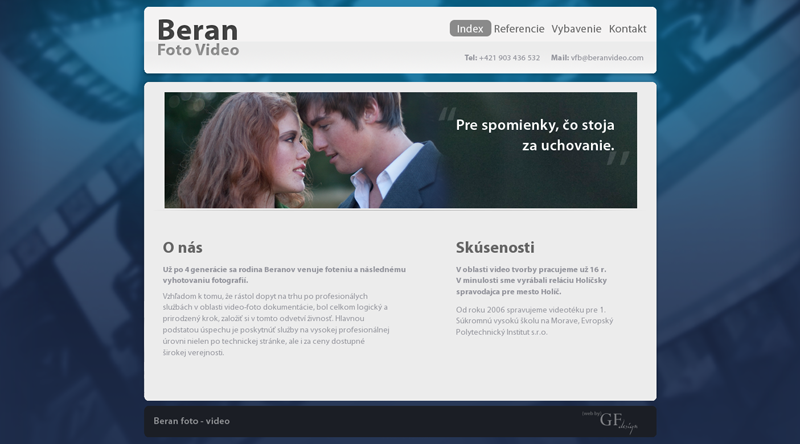 Beran
Foto Video
Index Referencie Vybavenie Kontakt
Tel: +421 903 436 532 Mail: vfb@beranvideo.com
“Pre spomienky, čo stoja
za uchovanie.”
O nás
Už po 4 generácie sa rodina Beranov venuje foteniu a následnému
vyhotovaniu fotografií.
Vzhľadom k tomu, že rástol dopyt na trhu po profesionálych
službách v oblasti video-foto dokumentácie, bol celkom logický a
prirodzený krok, založiť si v tomto odvetví živnosť. Hlavnou
podstatou úspechu je poskytnúť služby na vysokej profesionálnej
úrovni nielen po technickej stránke, ale i za ceny dostupné
širokej verejnosti.
Skúsenosti
V oblasti video tvorby pracujeme už 16 r.
V minulosti sme vyrábali reláciu Holíčsky
spravodajca pre mesto Holíč.
Od roku 2006 spravujeme videotéku pre 1.
Súkromnú vysokú školu na Morave, Evropský
Polytechnický Institut s.r.o.
Beran foto - video
GF design